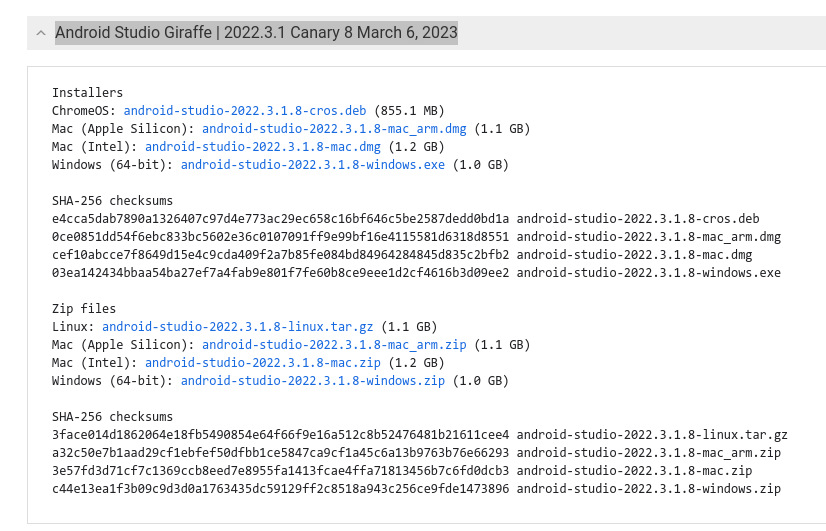 Android Studio Giraffe | 2022.3.1 Canary 8 March 6, 2023
Installers
ChromeOS: android-studio-2022.3.1.8-cros.deb (855.1 MB)
Mac (Apple Silicon): android-studio-2022.3.1.8-mac_arm.dmg (1.1 GB)
Mac (Intel): android-studio-2022.3.1.8-mac.dmg (1.2 GB)
Windows (64-bit): android-studio-2022.3.1.8-windows.exe (1.0 GB)
SHA-256 checksums
e4cca5dab7890a1326407c97d4e773ac29ec658c16bf646c5be2587dedd0bd1a android-studio-2022.3.1.8-cros.deb
0ce0851dd54f6ebc833bc5602e36c0107091ff9e99bf16e4115581d6318d8551 android-studio-2022.3.1.8-mac_arm.dmg
cef10abcce7f8649d15e4c9cda409f2a7b85fe084bd84964284845d835c2bfb2 android-studio-2022.3.1.8-mac.dmg
03ea142434bbaa54ba27ef7a4fab9e801f7fe60b8ce9eee1d2cf4616b3d09ee2 android-studio-2022.3.1.8-windows.exe
Zip files
Linux: android-studio-2022.3.1.8-linux.tar.gz (1.1 GB)
Mac (Apple Silicon): android-studio-2022.3.1.8-mac_arm.zip (1.1 GB)
Mac (Intel): android-studio-2022.3.1.8-mac.zip (1.2 GB)
Windows (64-bit): android-studio-2022.3.1.8-windows.zip (1.0 GB)
SHA-256 checksums
3face014d1862064e18fb5490854e64f66f9e16a512c8b52476481b21611cee4 android-studio-2022.3.1.8-linux.tar.gz
a32c50e7b1aad29cf1ebfef50dfbb1ce5847ca9cf1a45c6a13b9763b76e66293 android-studio-2022.3.1.8-mac_arm.zip
3e57fd3d71cf7c1369ccb8eed7e8955fa1413fcae4ffa71813456b7c6fd0dcb3 android-studio-2022.3.1.8-mac.zip
c44e13ea1f3b09c9d3d0a1763435dc59129ff2c8518a943c256ce9fde1473896 android-studio-2022.3.1.8-windows.zip